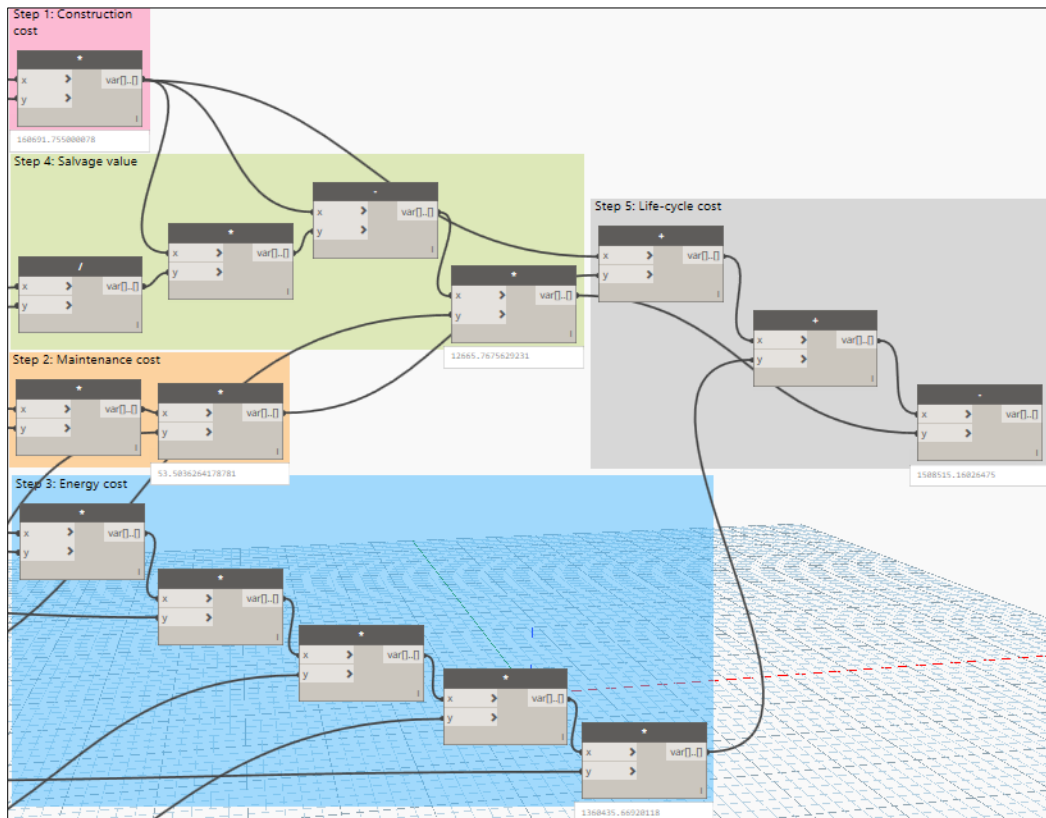 Step 1: Construction
cost
*
x > var[]..[]
y >
l
160691.755000078
Step 4: Salvage value
/
x > var[]..[]
y >
l
*
x > var[]..[]
y >
l
-
x > var[]..[]
y >
l
*
x > var[]..[]
y >
l
12665.7675629231
Step 2: Maintenance cost
*
x > var[]..[]
y >
l
*
x > var[]..[]
y >
l
53.5036264178781
Step 3: Energy cost
*
x > var[]..[]
y >
l
*
x > var[]..[]
y >
l
*
x > var[]..[]
y >
l
*
x > var[]..[]
y >
l
*
x > var[]..[]
y >
l
1360435.66920118
Step 5: Life-cycle cost
+
x > var[]..[]
y >
l
+
x > var[]..[]
y >
l
-
x > var[]..[]
y >
l
1508515.16026475